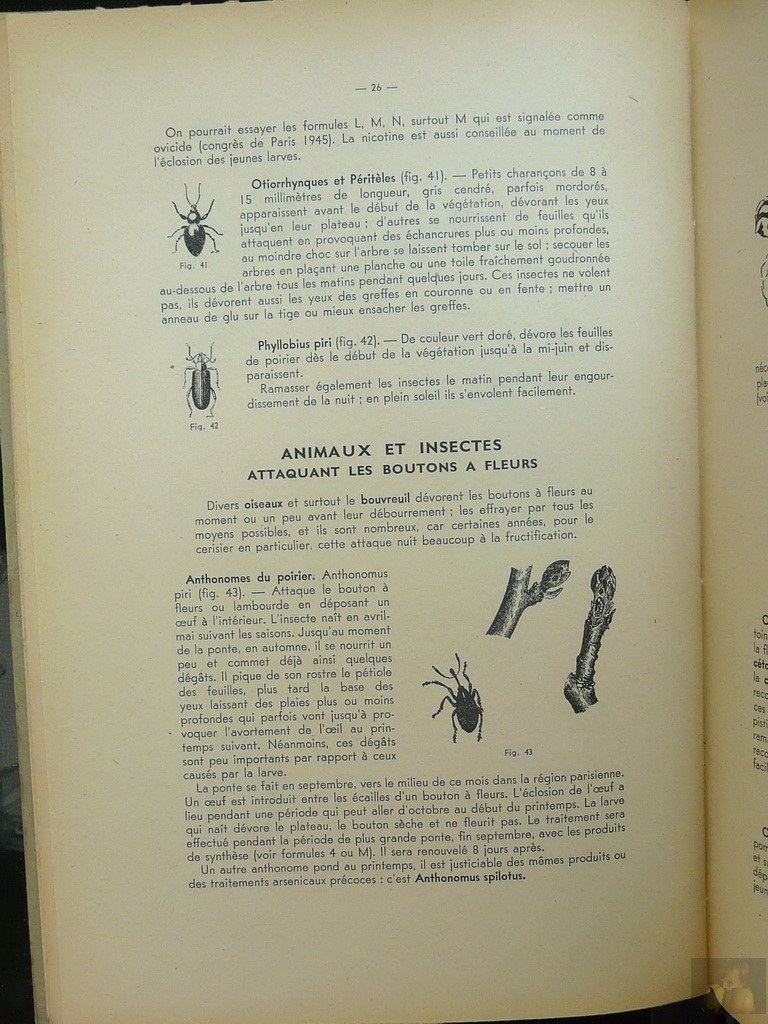 — 26 —
On pourrait essayer les formules L, M, N, surtout M qui est signalée comme
ovicide (congrès de Paris 1945). La nicotine est aussi conseillée au moment de
l'éclosion des jeunes larves.
Otiorrhynques et Péritèles (fig. 41). — Petits charançons de 8 à
15 millimètres de longueur, gris cendré, parfois mordorés,
apparaissent avant le début de la végétation, dévorant les yeux
jusqu'en leur plateau ; d'autres se nourrissent de feuilles qu'ils
attaquent en provoquant des échancrures plus ou moins profondes,
au moindre choc sur l'arbre se laissent tomber sur le sol ; secouer les
arbres en plaçant une planche ou une toile fraîchement goudronnée
Fig. 41
au-dessous de l'arbre tous les matins pendant quelques jours. Ces insectes ne volent
pas, ils dévorent aussi les yeux des greffes en couronne ou en fente ; mettre un
anneau de glu sur la tige ou mieux ensacher les greffes.
Phyllobius piri (fig. 42). — De couleur vert doré, dévore les feuilles
de poirier dès le début de la végétation jusqu'à la mi-juin et dis-
paraissent.
Ramasser également les insectes le matin pendant leur engour-
dissement de la nuit ; en plein soleil ils s'envolent facilement.
Fig. 42
ANIMAUX ET INSECTES
ATTAQUANT LES BOUTONS A FLEURS
Divers oiseaux et surtout le bouvreuil dévorent les boutons à fleurs au
moment ou un peu avant leur débourrement ; les effrayer par tous les
moyens possibles, et ils sont nombreux, car certaines années, pour le
cerisier en particulier, cette attaque nuit beaucoup à la fructification.
Anthonomes du poirier. Anthonomus
piri (fig. 43). — Attaque le bouton à
fleurs ou lambourde en déposant un
œuf à l'intérieur. L'insecte naît en avril-
mai suivant les saisons. Jusqu'au moment
de la ponte, en automne, il se nourrit un
peu et commet déjà ainsi quelques
dégâts. Il pique de son rostre le pétiole
des feuilles, plus tard la base des
yeux laissant des plaies plus ou moins
profondes qui parfois vont jusqu'à pro-
voquer l'avortement de l'œil au prin-
temps suivant. Néanmoins, ces dégâts
sont peu importants par rapport à ceux
causés par la larve.
Fig. 43
La ponte se fait en septembre, vers le milieu de ce mois dans la région parisienne.
Un œuf est introduit entre les écailles d'un bouton à fleurs. L'éclosion de l'œuf a
lieu pendant une période qui peut aller d'octobre au début du printemps. La larve
qui naît dévore le plateau, le bouton sèche et ne fleurit pas. Le traitement sera
effectué pendant la période de plus grande ponte, fin septembre, avec les produits
de synthèse (voir formules 4 ou M). Il sera renouvelé 8 jours après.
Un autre anthonome pond au printemps, il est justiciable des mêmes produits ou
des traitements arsenicaux précoces : c'est Anthonomus spilotus.